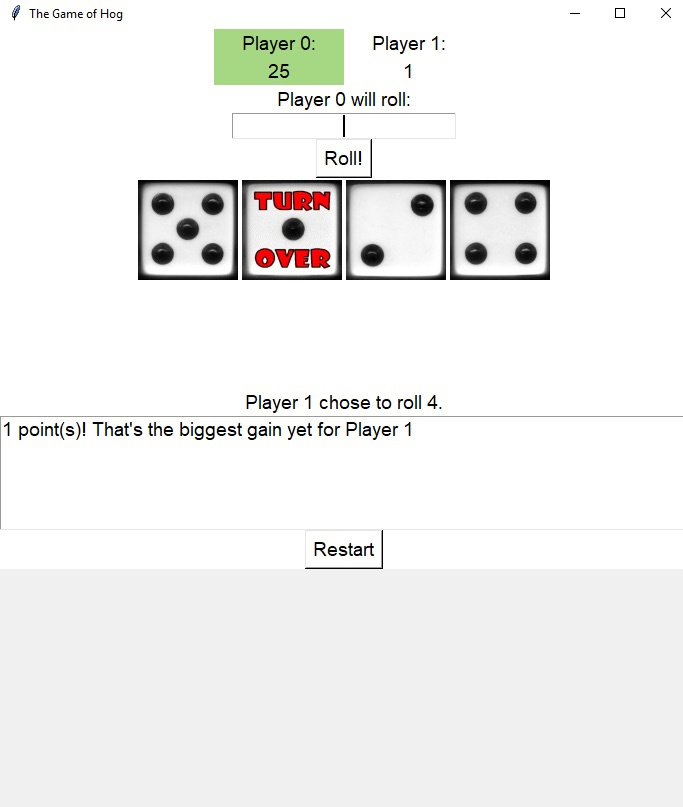 The Game of Hog
Player 0: Player 1:
25 1
Player 0 will roll:
Roll!
TURN
OVER
Player 1 chose to roll 4.
1 point(s)! That's the biggest gain yet for Player 1
Restart